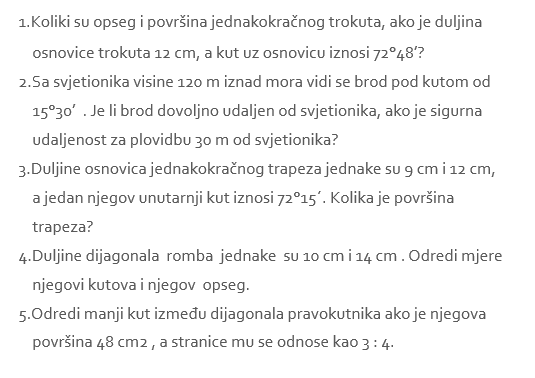 1.Koliki su opseg i površina jednakokračnog trokuta, ako je duljina
osnovice trokuta 12 cm, a kut uz osnovicu iznosi 72°48’?
2.Sa svjetionika visine 120 m iznad mora vidi se brod pod kutom od
15°30’ . Je li brod dovoljno udaljen od svjetionika, ako je sigurna
udaljenost za plovidbu 30 m od svjetionika?
3.Duljine osnovica jednakokračnog trapeza jednake su 9 cm i 12 cm,
a jedan njegov unutarnji kut iznosi 72°15´. Kolika je površina
trapeza?
4.Duljine dijagonala romba jednake su 10 cm i 14 cm . Odredi mjere
njegovi kutova i njegov opseg.
5.Odredi manji kut između dijagonala pravokutnika ako je njegova
površina 48 cm2 , a stranice mu se odnose kao 3 : 4.